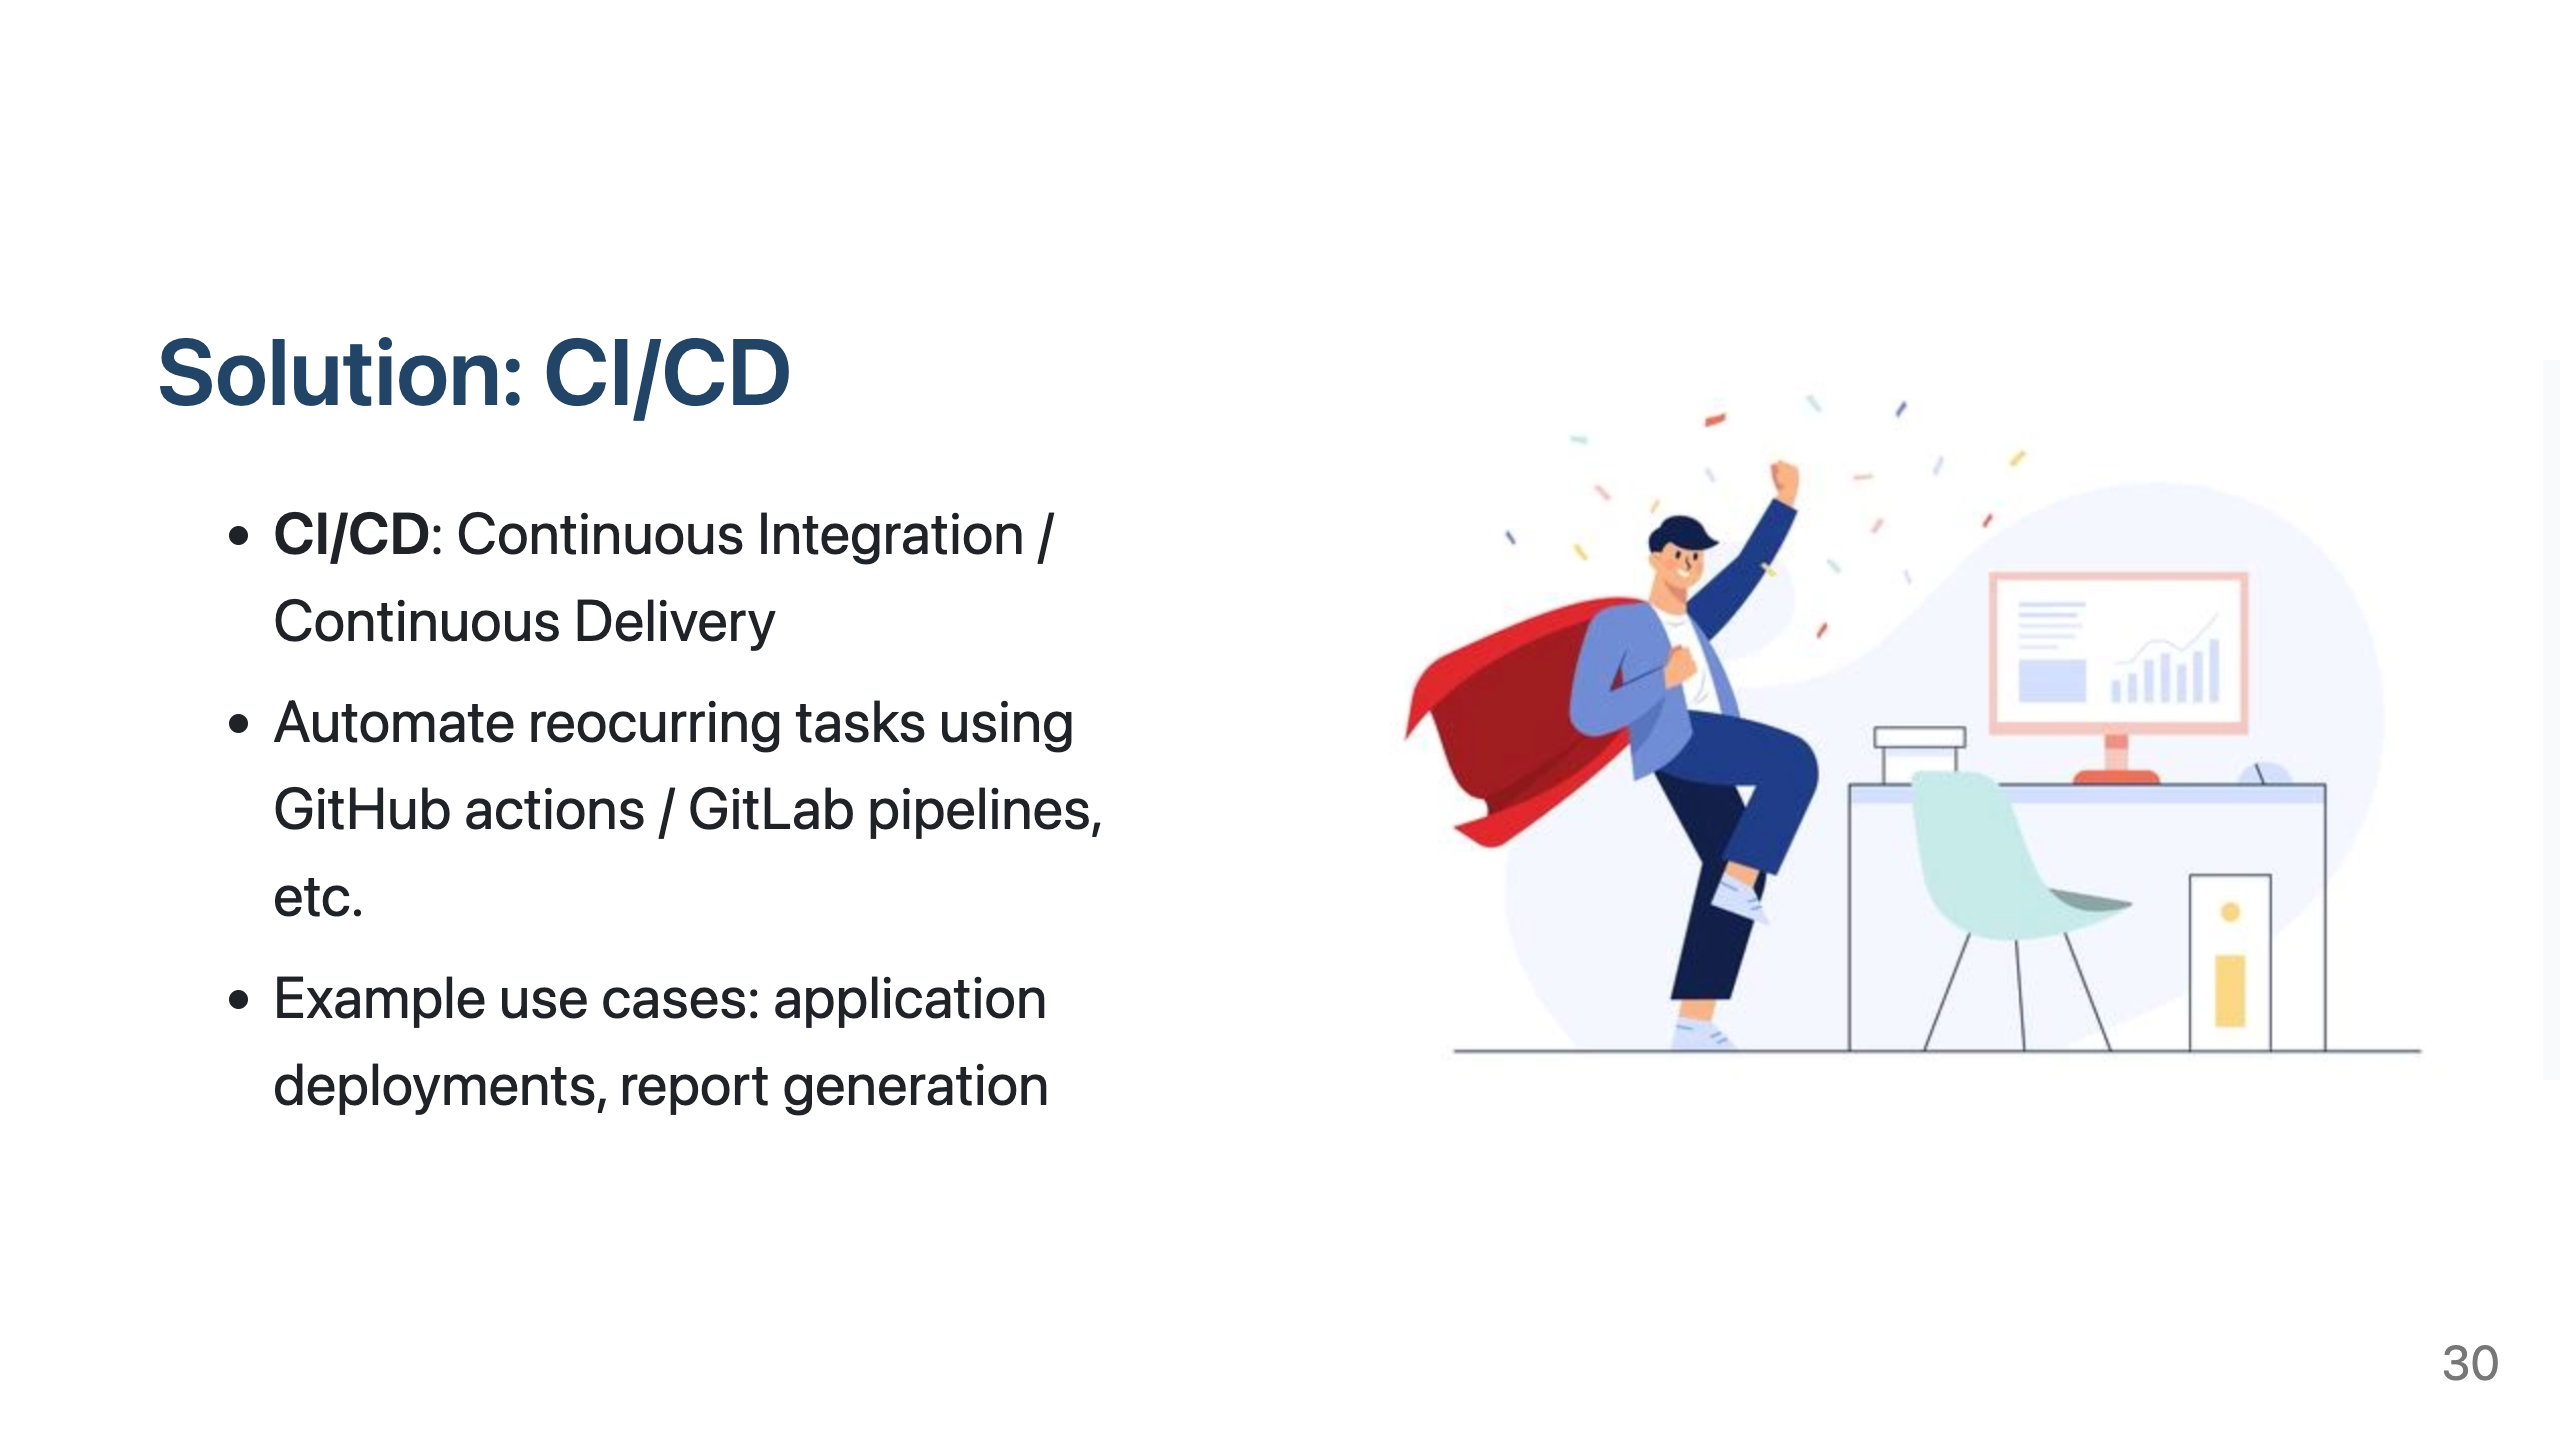 Solution: CI/CD
• CI/CD: Continuous Integration /
Continuous Delivery
• Automate reocurring tasks using
GitHub actions / GitLab pipelines,
etc.
• Example use cases: application
deployments, report generation
30